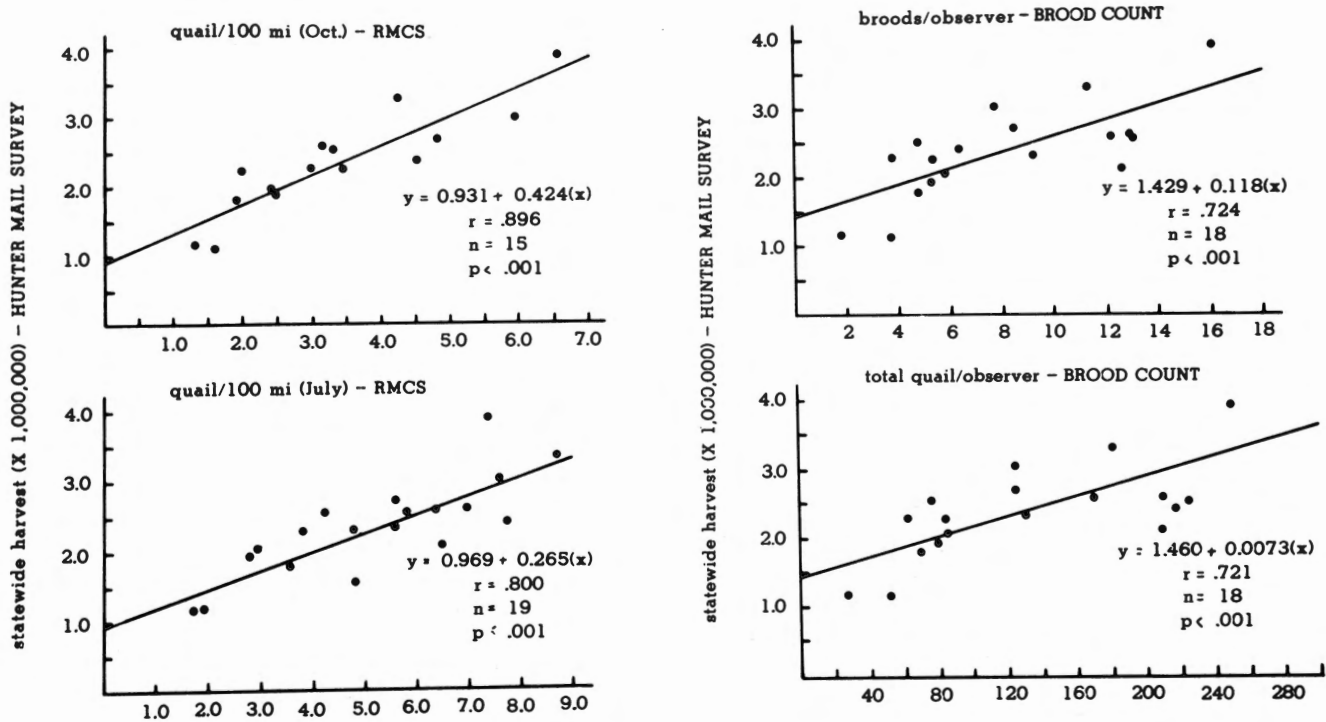 quail/100 mi (Oct.) – RMCS
statewide harvest (X 1,000,000) – HUNTER MAIL SURVEY
4.0
3.0
2.0
1.0
y = 0.931 + 0.424(x)
r = .896
n = 15
p < .001
1.0 2.0 3.0 4.0 5.0 6.0 7.0
quail/100 mi (July) – RMCS
4.0
3.0
2.0
1.0
y = 0.969 + 0.265(x)
r = .800
n = 19
p < .001
1.0 2.0 3.0 4.0 5.0 6.0 7.0 8.0 9.0
broods/observer – BROOD COUNT
statewide harvest (X 1,000,000) – HUNTER MAIL SURVEY
4.0
3.0
2.0
1.0
y = 1.429 + 0.118(x)
r = .724
n = 18
p < .001
2 4 6 8 10 12 14 16 18
total quail/observer – BROOD COUNT
4.0
3.0
2.0
1.0
y = 1.460 + 0.0073(x)
r = .721
n = 18
p < .001
40 80 120 160 200 240 280